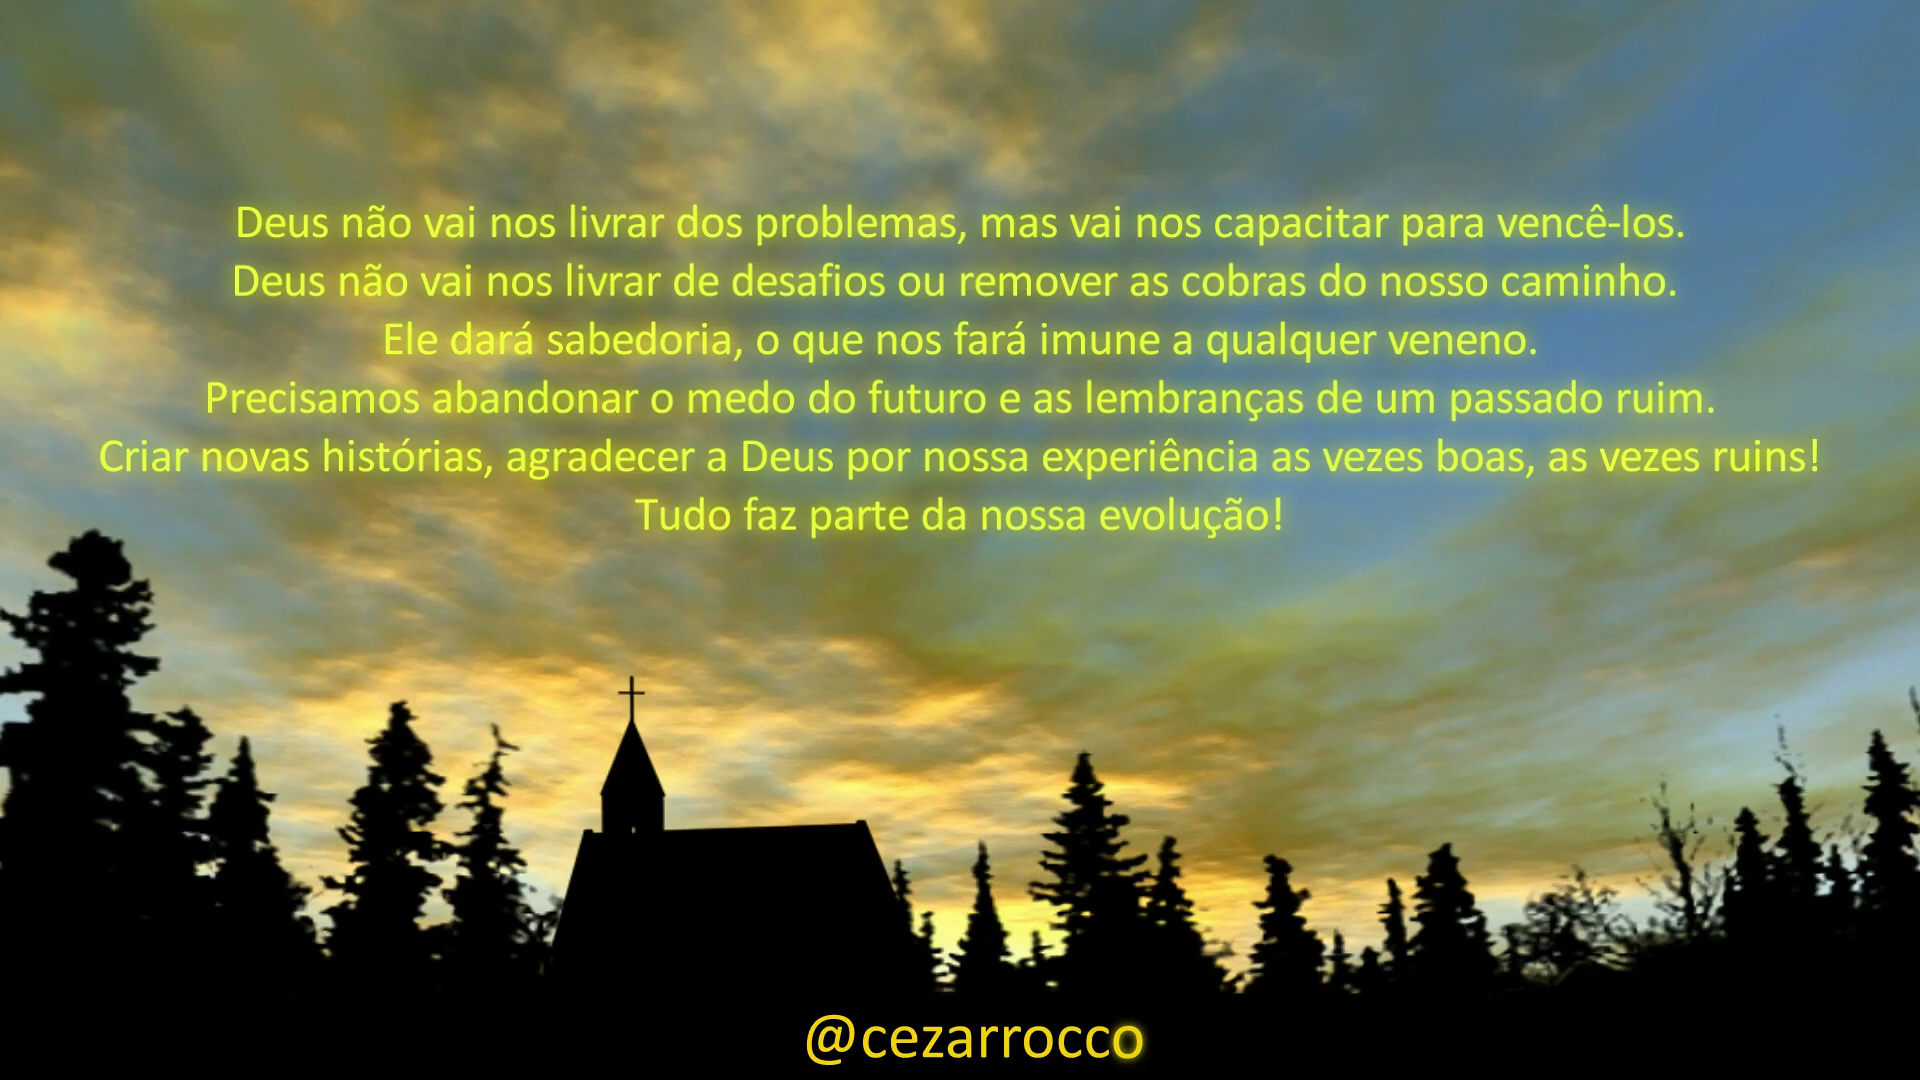 Deus não vai nos livrar dos problemas, mas vai nos capacitar para vencê-los.
Deus não vai nos livrar de desafios ou remover as cobras do nosso caminho.
Ele dará sabedoria, o que nos fará imune a qualquer veneno.
Precisamos abandonar o medo do futuro e as lembranças de um passado ruim.
Criar novas histórias, agradecer a Deus por nossa experiência as vezes boas, as vezes ruins!
Tudo faz parte da nossa evolução!
@cezarrocco